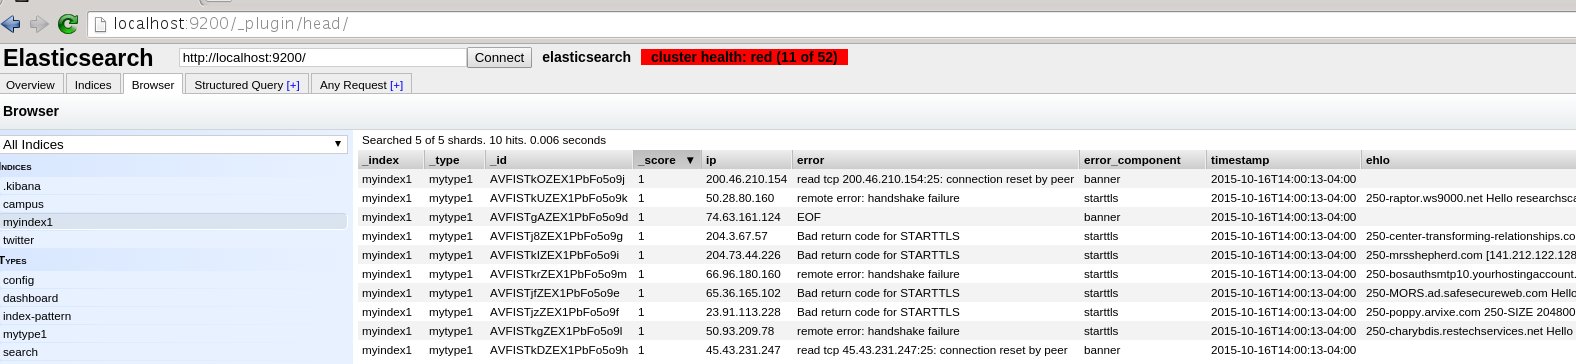 localhost:9200/_plugin/head/
Elasticsearch http://localhost:9200/ Connect elasticsearch cluster health: red (11 of 52)
Overview Indices Browser Structured Query [+] Any Request [+]
Browser
All Indices ▼
Indices
.kibana
campus
myindex1
twitter
Types
config
dashboard
index-pattern
mytype1
search
Searched 5 of 5 shards. 10 hits. 0.006 seconds
_index _type _id _score ▼ ip error error_component timestamp ehlo
myindex1 mytype1 AVFISTkOZEX1PbFo5o9j 1 200.46.210.154 read tcp 200.46.210.154:25: connection reset by peer banner 2015-10-16T14:00:13-04:00
myindex1 mytype1 AVFISTkUZEX1PbFo5o9k 1 50.28.80.160 remote error: handshake failure starttls 2015-10-16T14:00:13-04:00 250-raptor.ws9000.net Hello researchsca
myindex1 mytype1 AVFISTgAZEX1PbFo5o9d 1 74.63.161.124 EOF banner 2015-10-16T14:00:13-04:00
myindex1 mytype1 AVFISTj8ZEX1PbFo5o9g 1 204.3.67.57 Bad return code for STARTTLS starttls 2015-10-16T14:00:13-04:00 250-center-transforming-relationships.co
myindex1 mytype1 AVFISTkIZEX1PbFo5o9i 1 204.73.44.226 Bad return code for STARTTLS starttls 2015-10-16T14:00:13-04:00 250-mrsshepherd.com [141.212.122.128
myindex1 mytype1 AVFISTkrZEX1PbFo5o9m 1 66.96.180.160 remote error: handshake failure starttls 2015-10-16T14:00:13-04:00 250-bosauthsmtp10.yourhostingaccount.
myindex1 mytype1 AVFISTjfZEX1PbFo5o9e 1 65.36.165.102 Bad return code for STARTTLS starttls 2015-10-16T14:00:13-04:00 250-MORS.ad.safesecureweb.com Hello
myindex1 mytype1 AVFISTjzZEX1PbFo5o9f 1 23.91.113.228 Bad return code for STARTTLS starttls 2015-10-16T14:00:13-04:00 250-poppy.arvixe.com 250-SIZE 204800
myindex1 mytype1 AVFISTkgZEX1PbFo5o9l 1 50.93.209.78 remote error: handshake failure starttls 2015-10-16T14:00:13-04:00 250-charybdis.restechservices.net Hello
myindex1 mytype1 AVFISTkDZEX1PbFo5o9h 1 45.43.231.247 read tcp 45.43.231.247:25: connection reset by peer banner 2015-10-16T14:00:13-04:00